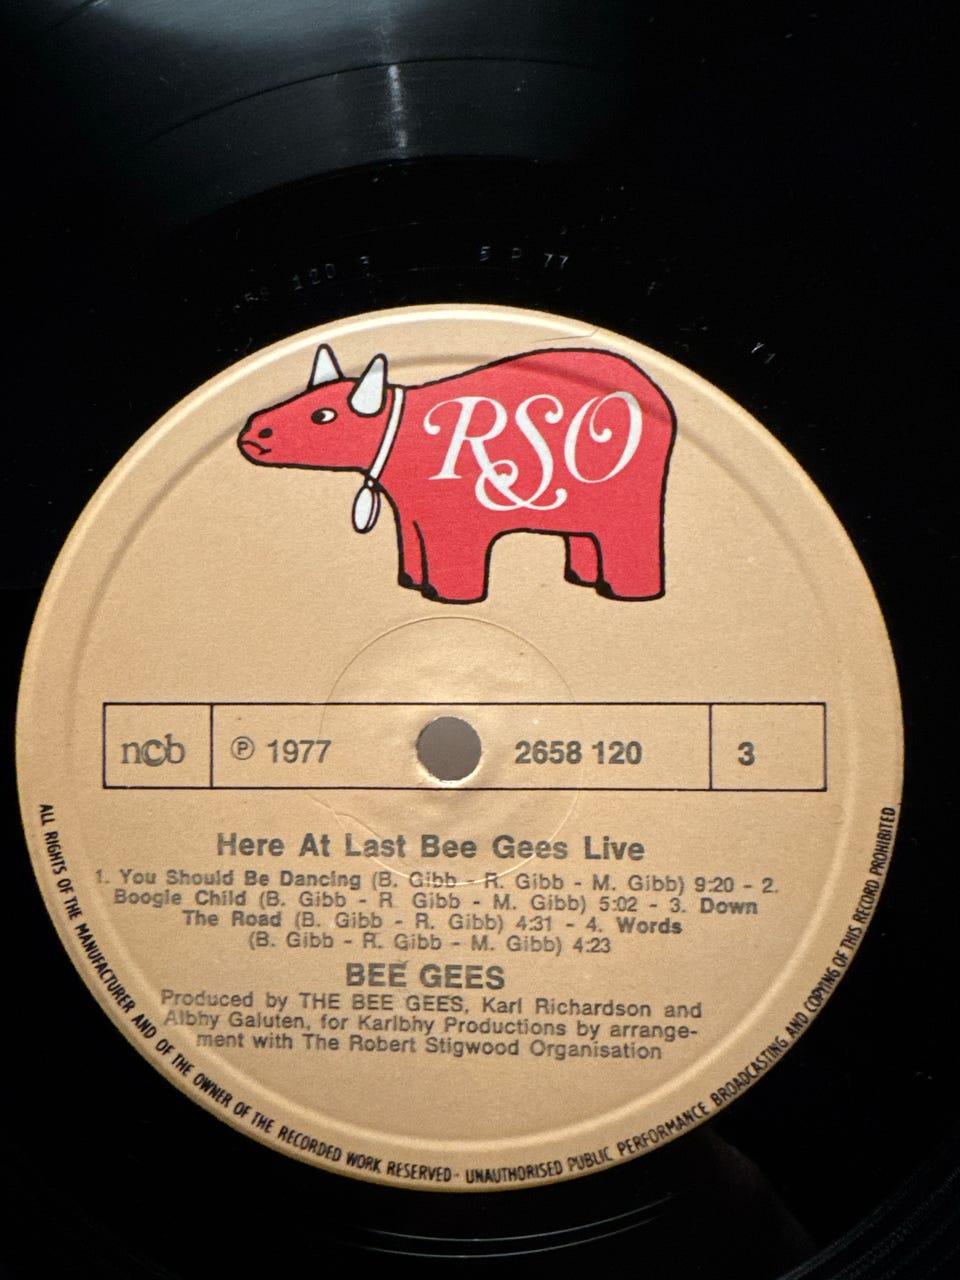 120 3 5 P 77
RSO
ncb ℗ 1977 2658 120 3
Here At Last Bee Gees Live
1. You Should Be Dancing (B. Gibb - R. Gibb - M. Gibb) 9:20 - 2.
Boogie Child (B. Gibb - R Gibb - M. Gibb) 5:02 - 3. Down
The Road (B. Gibb - R. Gibb) 4:31 - 4. Words
(B. Gibb - R. Gibb - M. Gibb) 4:23
BEE GEES
Produced by THE BEE GEES, Karl Richardson and
Albhy Galuten, for Karlbhy Productions by arrange-
ment with The Robert Stigwood Organisation
ALL RIGHTS OF THE MANUFACTURER AND OF THE OWNER OF THE RECORDED WORK RESERVED · UNAUTHORISED PUBLIC PERFORMANCE BROADCASTING AND COPYING OF THIS RECORD PROHIBITED